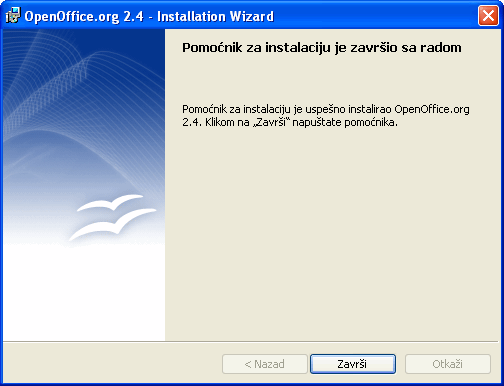 OpenOffice.org 2.4 - Installation Wizard
Pomoćnik za instalaciju je završio sa radom
Pomoćnik za instalaciju je uspešno instalirao OpenOffice.org
2.4. Klikom na „Završi“ napuštate pomoćnika.
< Nazad
Završi
Otkaži